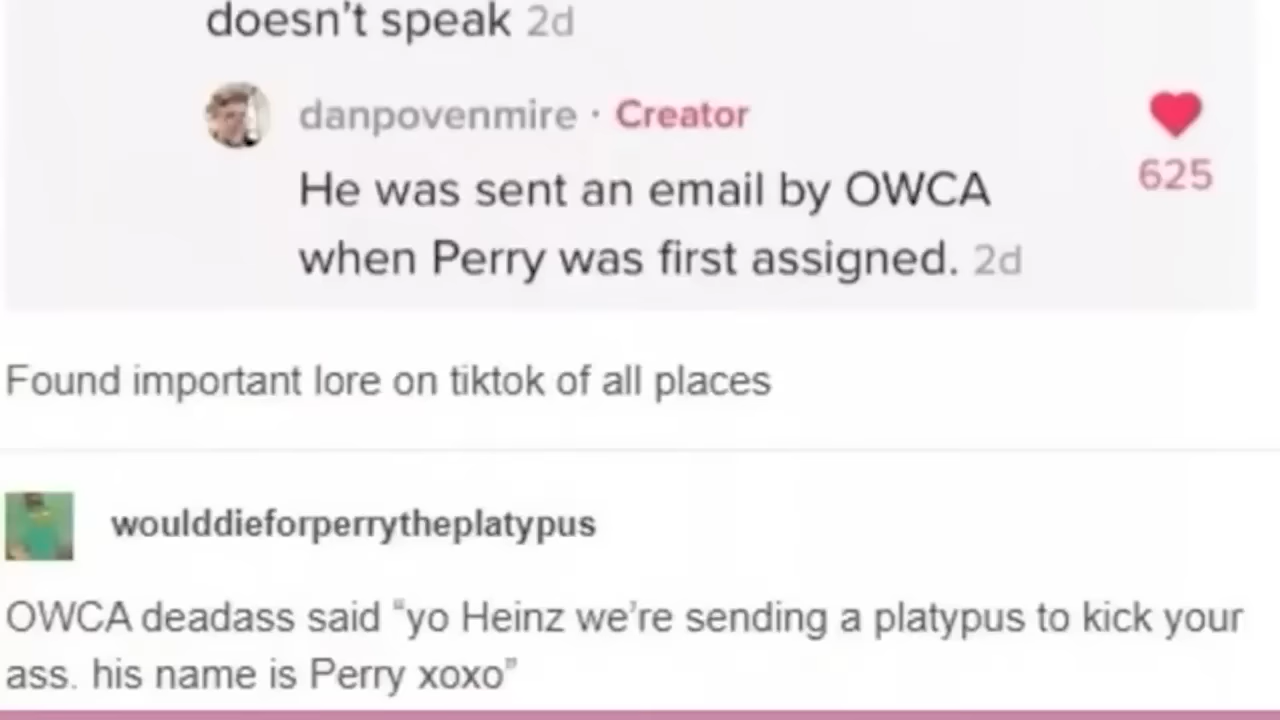 doesn't speak 2d
danpovenmire · Creator
He was sent an email by OWCA
625
when Perry was first assigned. 2d
Found important lore on tiktok of all places
woulddieforperrytheplatypus
OWCA deadass said “yo Heinz we’re sending a platypus to kick your
ass. his name is Perry xoxo”